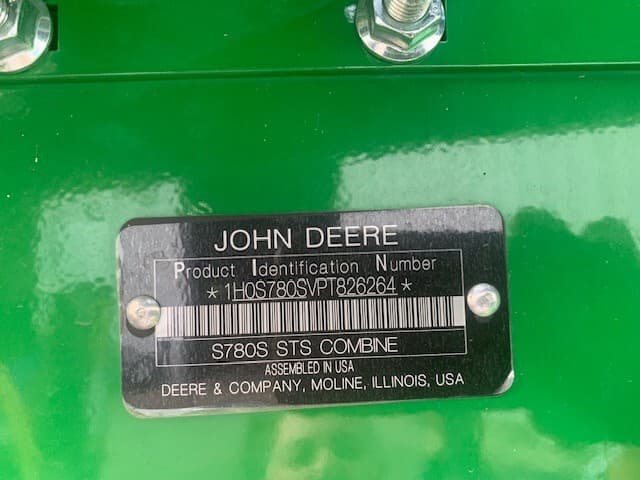 JOHN DEERE
Product Identification Number
*1H0S780SVPT826264*
S780S STS COMBINE
ASSEMBLED IN USA
DEERE & COMPANY, MOLINE, ILLINOIS, USA